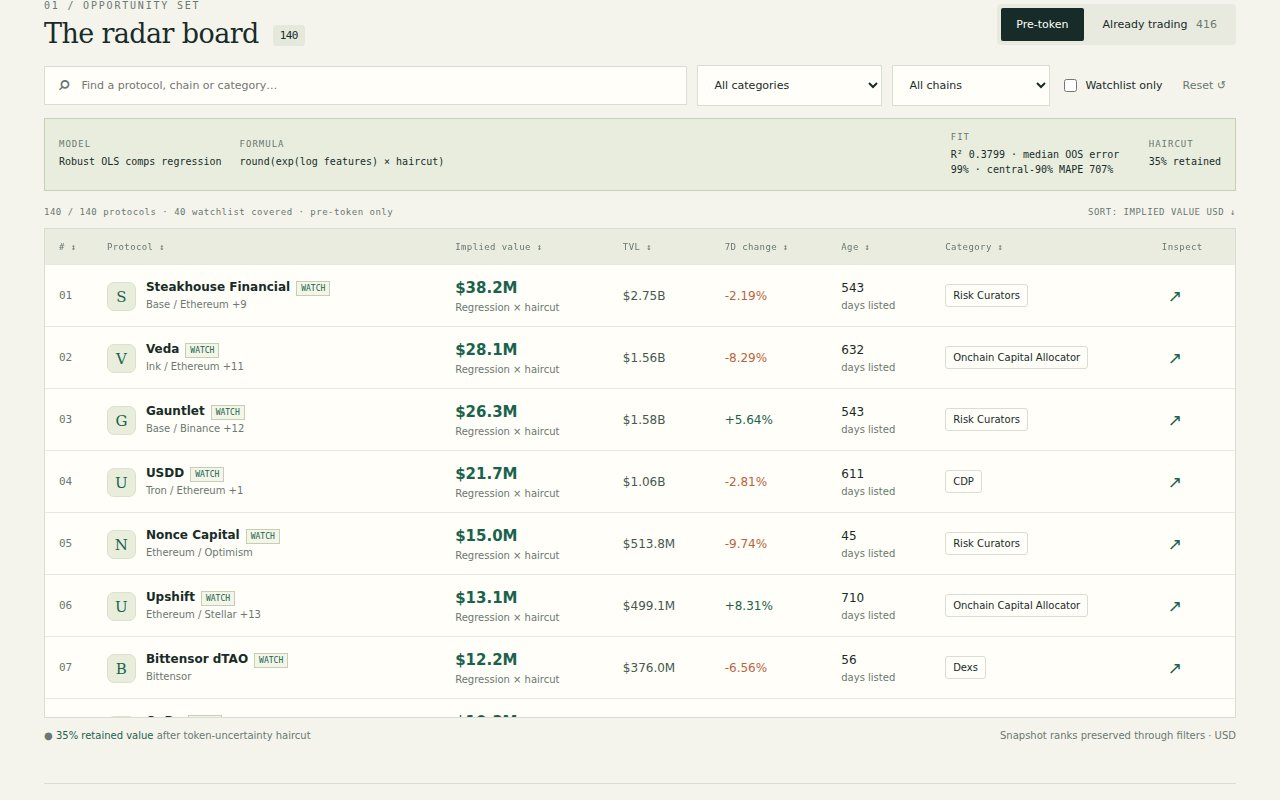 01 / OPPORTUNITY SET
The radar board 140
Pre-token Already trading 416
Find a protocol, chain or category...
All categories
All chains
Watchlist only
Reset ↺
MODEL
Robust OLS comps regression
FORMULA
round(exp(log features) × haircut)
FIT
R² 0.3799 · median OOS error
99% · central-90% MAPE 707%
HAIRCUT
35% retained
140 / 140 protocols · 40 watchlist covered · pre-token only
SORT: IMPLIED VALUE USD ↓
# ↕ Protocol ↕ Implied value ↕ TVL ↕ 7D change ↕ Age ↕ Category ↕ Inspect
01 S Steakhouse Financial WATCH $38.2M $2.75B -2.19% 543 Risk Curators ↗
Base / Ethereum +9 Regression × haircut days listed
02 V Veda WATCH $28.1M $1.56B -8.29% 632 Onchain Capital Allocator ↗
Ink / Ethereum +11 Regression × haircut days listed
03 G Gauntlet WATCH $26.3M $1.58B +5.64% 543 Risk Curators ↗
Base / Binance +12 Regression × haircut days listed
04 U USDD WATCH $21.7M $1.06B -2.81% 611 CDP ↗
Tron / Ethereum +1 Regression × haircut days listed
05 N Nonce Capital WATCH $15.0M $513.8M -9.74% 45 Risk Curators ↗
Ethereum / Optimism Regression × haircut days listed
06 U Upshift WATCH $13.1M $499.1M +8.31% 710 Onchain Capital Allocator ↗
Ethereum / Stellar +13 Regression × haircut days listed
07 B Bittensor dTAO WATCH $12.2M $376.0M -6.56% 56 Dexs ↗
Bittensor Regression × haircut days listed
● 35% retained value after token-uncertainty haircut
Snapshot ranks preserved through filters · USD